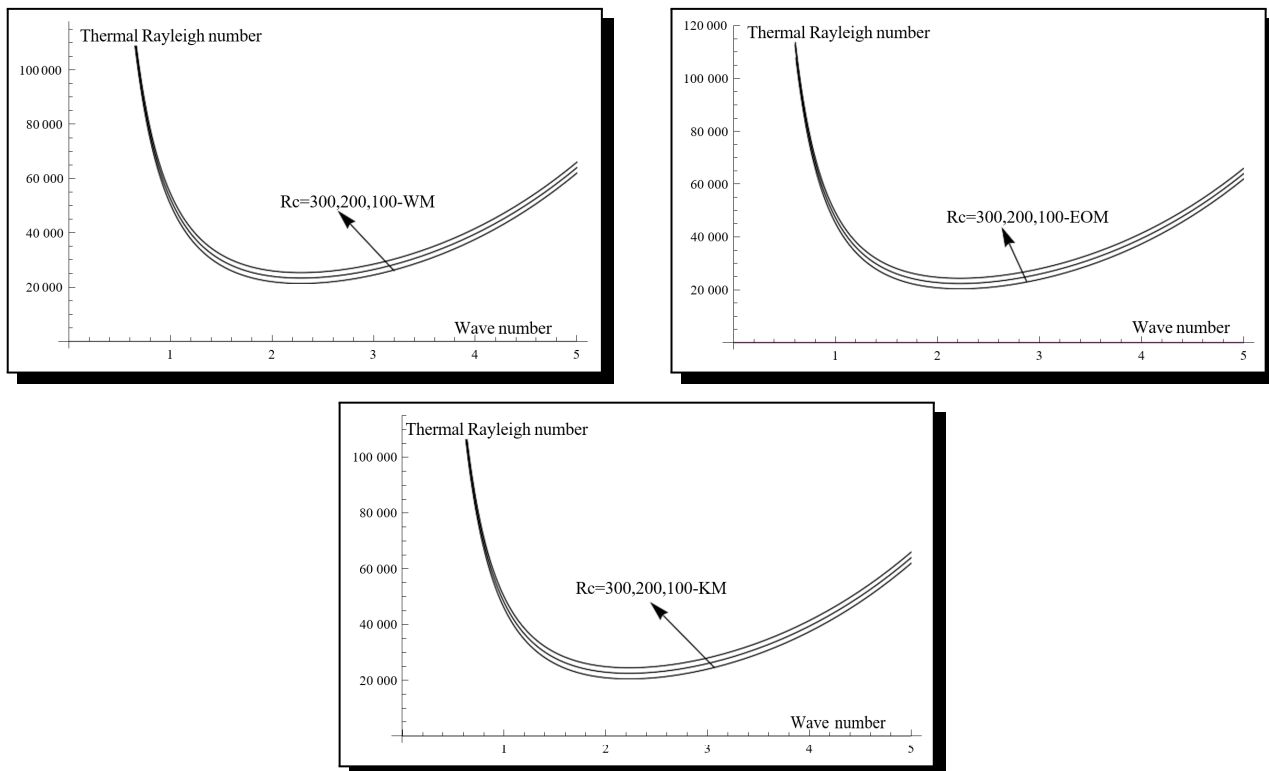 Thermal Rayleigh number
100 000
80 000
60 000
40 000
20 000
Rc=300,200,100-WM
Wave number
1 2 3 4 5
120 000
Thermal Rayleigh number
100 000
80 000
60 000
40 000
20 000
Rc=300,200,100-EOM
Wave number
1 2 3 4 5
Thermal Rayleigh number
100 000
80 000
60 000
40 000
20 000
Rc=300,200,100-KM
Wave number
1 2 3 4 5